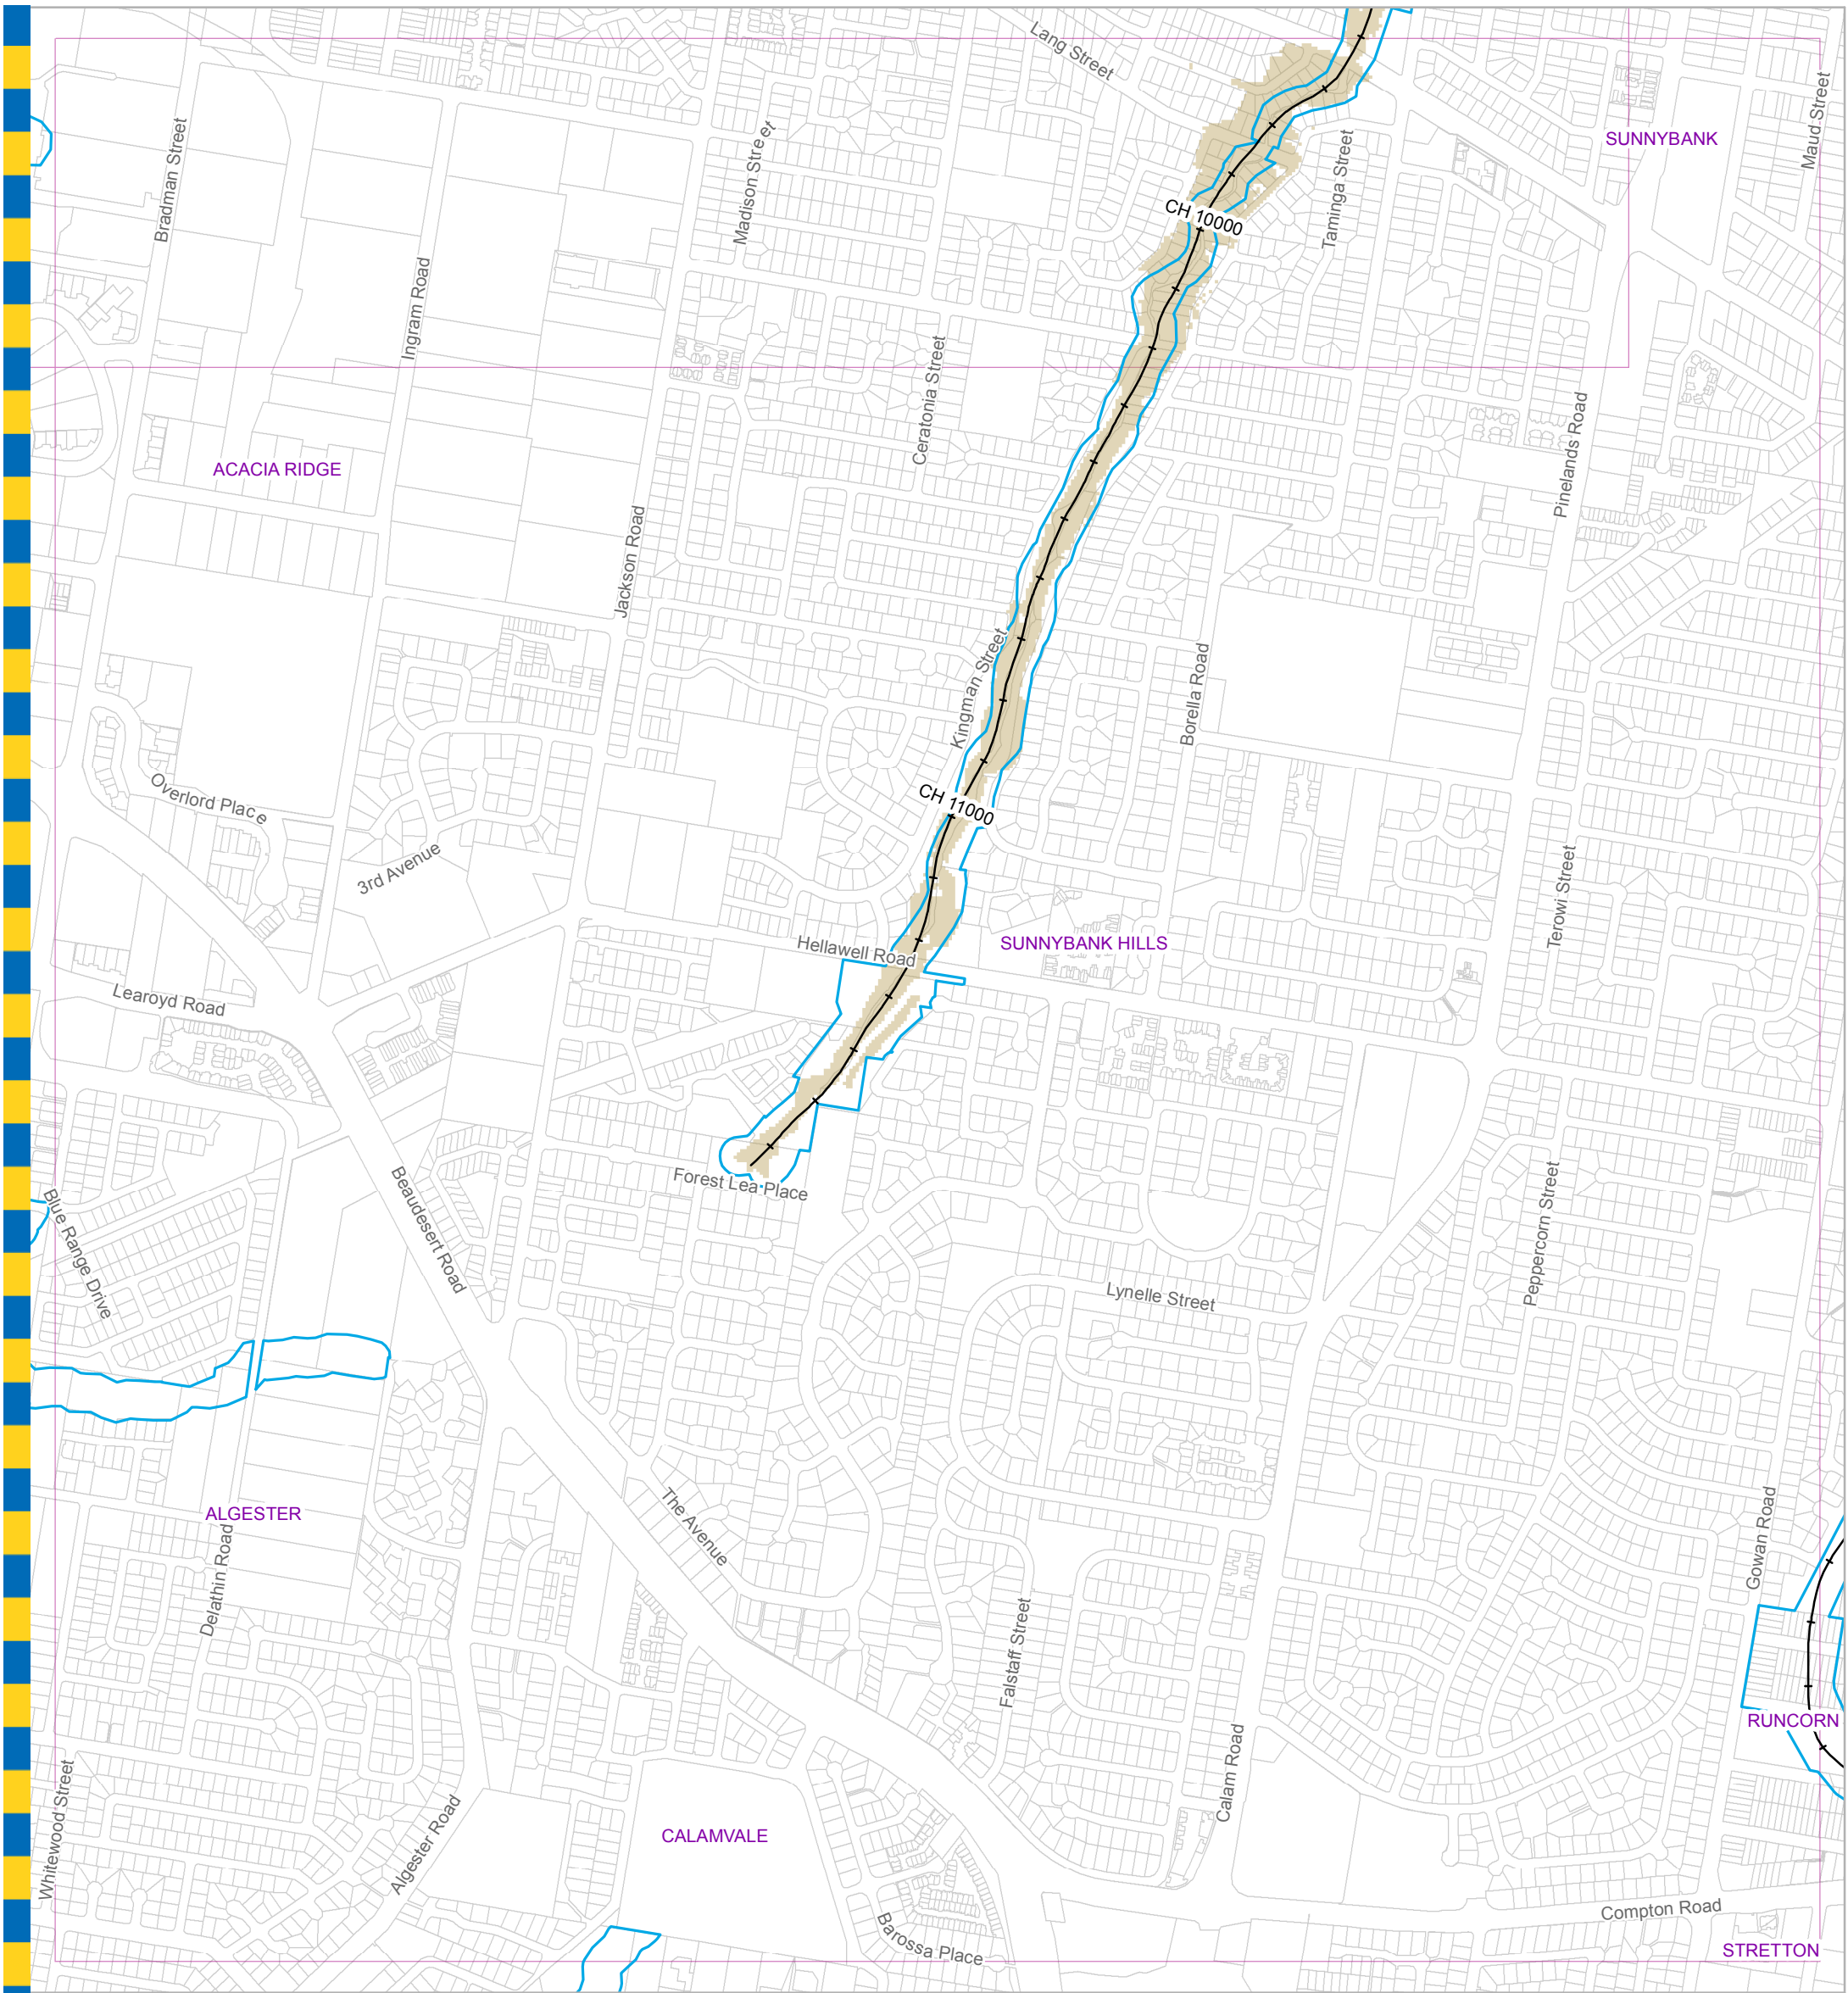 Lang Street
Maud Street
SUNNYBANK
Bradman Street
Madison Street
Taminga Street
CH 10000
Ingram Road
Ceratonia Street
Pinelands Road
ACACIA RIDGE
Jackson Road
Kingman Street
Borella Road
Overlord Place
CH 11000
3rd Avenue
Terowi Street
Hellawell Road
SUNNYBANK HILLS
Learoyd Road
Forest Lea Place
Beaudesert Road
Blue Range Drive
Peppercorn Street
Lynelle Street
ALGESTER
The Avenue
Gowan Road
Delathin Road
Falstaff Street
RUNCORN
Calam Road
Whitewood Street
Algester Road
CALAMVALE
Compton Road
Barossa Place
STRETTON